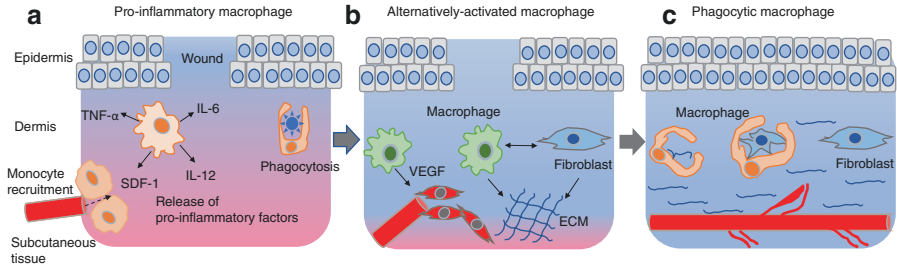 a
Pro-inflammatory macrophage
Epidermis
Wound
TNF-α
IL-6
Dermis
Phagocytosis
Monocyte
recruitment
SDF-1
IL-12
Release of
pro-inflammatory factors
Subcutaneous
tissue
b
Alternatively-activated macrophage
Macrophage
Fibroblast
VEGF
ECM
c
Phagocytic macrophage
Macrophage
Fibroblast